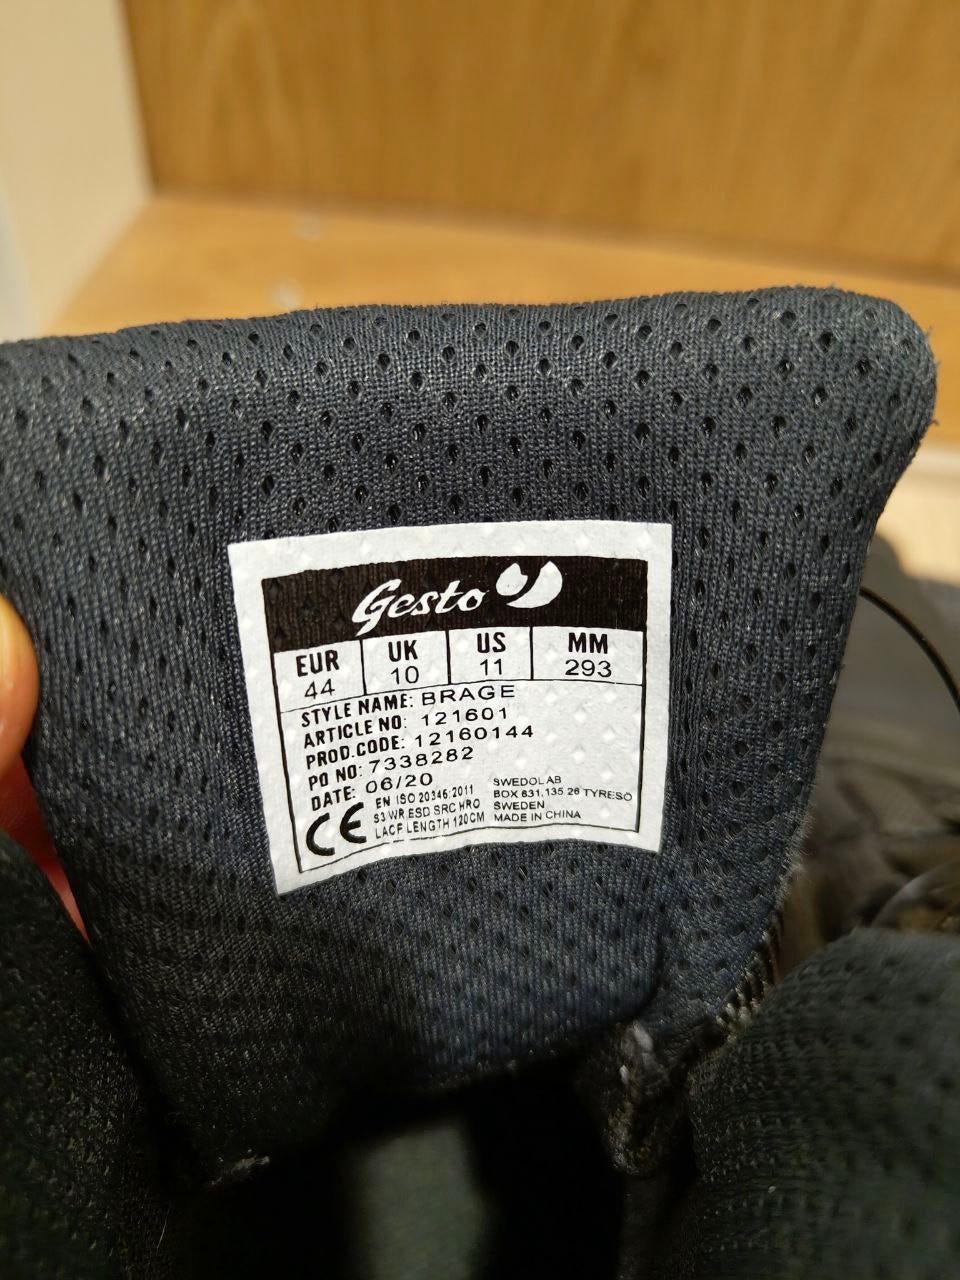 Gesto
EUR UK US MM
44 10 11 293
STYLE NAME: BRAGE
ARTICLE NO: 121601
PROD.CODE: 12160144
PO NO: 7338282
DATE: 06/20
CE
EN ISO 20345:2011
S3 WR ESD SRC HRO
LACE LENGTH 120CM
SWEDOL AB
BOX 631.135 26 TYRESÖ
SWEDEN
MADE IN CHINA